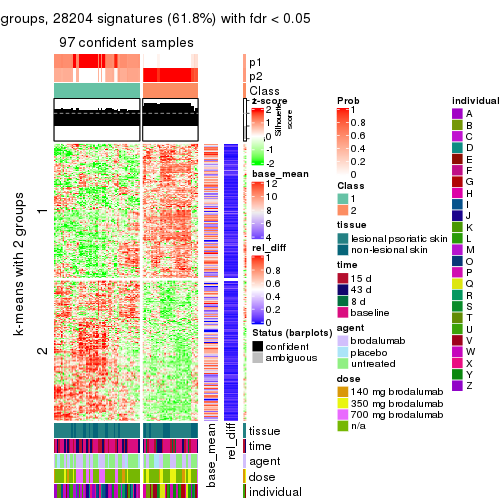 groups, 28204 signatures (61.8%) with fdr < 0.05
97 confident samples
p1
p2
Class
z-score
2
1
0
-1
-2
Silhouette
score
base_mean
12
10
8
6
4
rel_diff
1
0.8
0.6
0.4
0.2
0
Status (barplots)
confident
ambiguous
k-means with 2 groups
1
2
tissue
time
agent
dose
individual
base_mean
rel_diff
Prob
1
0.8
0.6
0.4
0.2
0
Class
1
2
tissue
lesional psoriatic skin
non-lesional skin
time
15 d
43 d
8 d
baseline
agent
brodalumab
placebo
untreated
dose
140 mg brodalumab
350 mg brodalumab
700 mg brodalumab
n/a
individual
A
B
C
D
E
F
G
H
I
J
K
L
M
O
P
Q
R
S
T
U
V
W
X
Y
Z